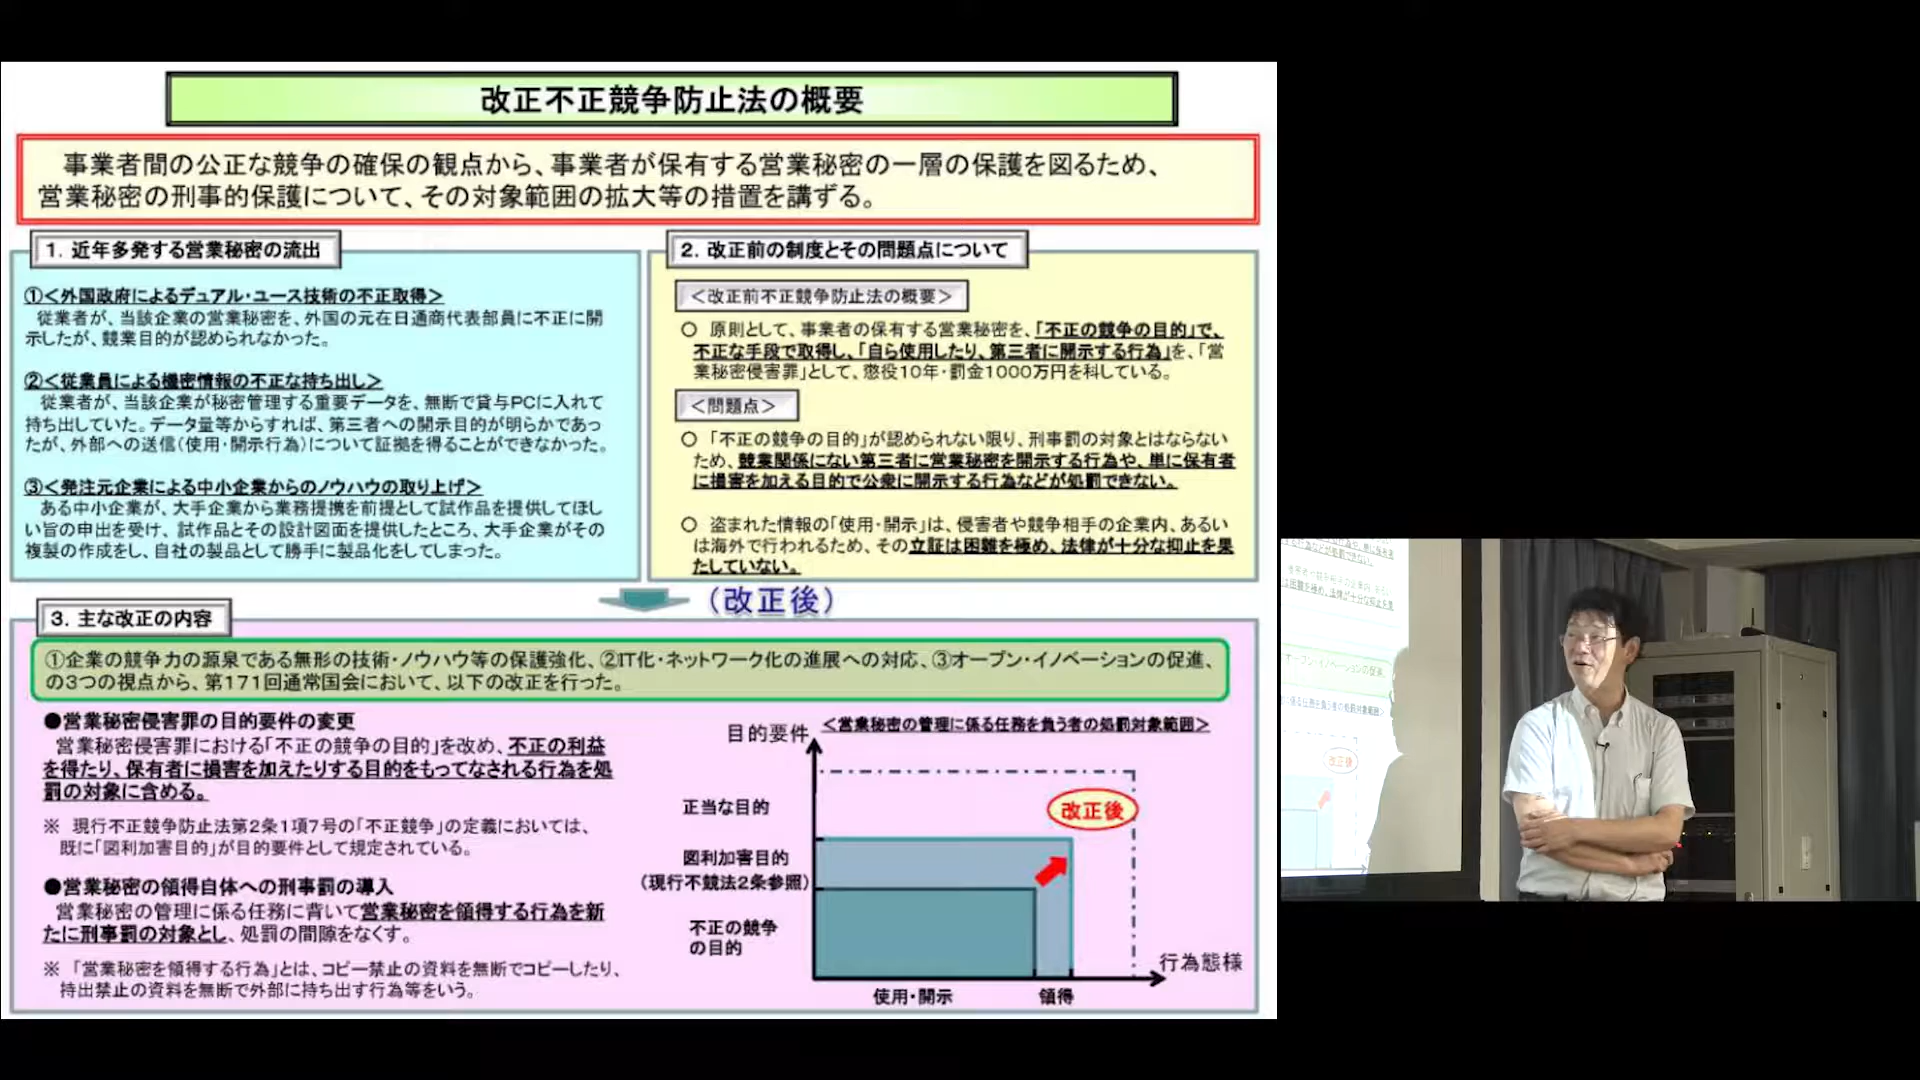 改正不正競争防止法の概要
事業者間の公正な競争の確保の観点から、事業者が保有する営業秘密の一層の保護を図るため、
営業秘密の刑事的保護について、その対象範囲の拡大等の措置を講ずる。
1．近年多発する営業秘密の流出
①＜外国政府によるデュアル・ユース技術の不正取得＞
従業者が、当該企業の営業秘密を、外国の元在日通商代表部員に不正に開
示したが、競業目的が認められなかった。
②＜従業員による機密情報の不正な持ち出し＞
従業者が、当該企業が秘密管理する重要データを、無断で貸与PCに入れて
持ち出していた。データ量等からすれば、第三者への開示目的が明らかであっ
たが、外部への送信（使用・開示行為）について証拠を得ることができなかった。
③＜発注元企業による中小企業からのノウハウの取り上げ＞
ある中小企業が、大手企業から業務提携を前提として試作品を提供してほし
い旨の申出を受け、試作品とその設計図面を提供したところ、大手企業がその
複製の作成をし、自社の製品として勝手に製品化をしてしまった。
2．改正前の制度とその問題点について
＜改正前不正競争防止法の概要＞
○ 原則として、事業者の保有する営業秘密を、「不正の競争の目的」で、
不正な手段で取得し、「自ら使用したり、第三者に開示する行為」を、「営
業秘密侵害罪」として、懲役10年・罰金1000万円を科している。
＜問題点＞
○ 「不正の競争の目的」が認められない限り、刑事罰の対象とはならない
ため、競業関係にない第三者に営業秘密を開示する行為や、単に保有者
に損害を加える目的で公衆に開示する行為などが処罰できない。
○ 盗まれた情報の「使用・開示」は、侵害者や競争相手の企業内、あるい
は海外で行われるため、その立証は困難を極め、法律が十分な抑止を果
たしていない。
（改正後）
3．主な改正の内容
①企業の競争力の源泉である無形の技術・ノウハウ等の保護強化、②IT化・ネットワーク化の進展への対応、③オープン・イノベーションの促進、
の3つの視点から、第171回通常国会において、以下の改正を行った。
●営業秘密侵害罪の目的要件の変更
営業秘密侵害罪における「不正の競争の目的」を改め、不正の利益
を得たり、保有者に損害を加えたりする目的をもってなされる行為を処
罰の対象に含める。
※ 現行不正競争防止法第2条1項7号の「不正競争」の定義においては、
既に「図利加害目的」が目的要件として規定されている。
●営業秘密の領得自体への刑事罰の導入
営業秘密の管理に係る任務に背いて営業秘密を領得する行為を新
たに刑事罰の対象とし、処罰の間隙をなくす。
※ 「営業秘密を領得する行為」とは、コピー禁止の資料を無断でコピーしたり、
持出禁止の資料を無断で外部に持ち出す行為等をいう。
目的要件
＜営業秘密の管理に係る任務を負う者の処罰対象範囲＞
正当な目的
改正後
図利加害目的
（現行不競法2条参照）
不正の競争
の目的
行為態様
使用・開示
領得
オープン・イノベーションの促進、
改正後